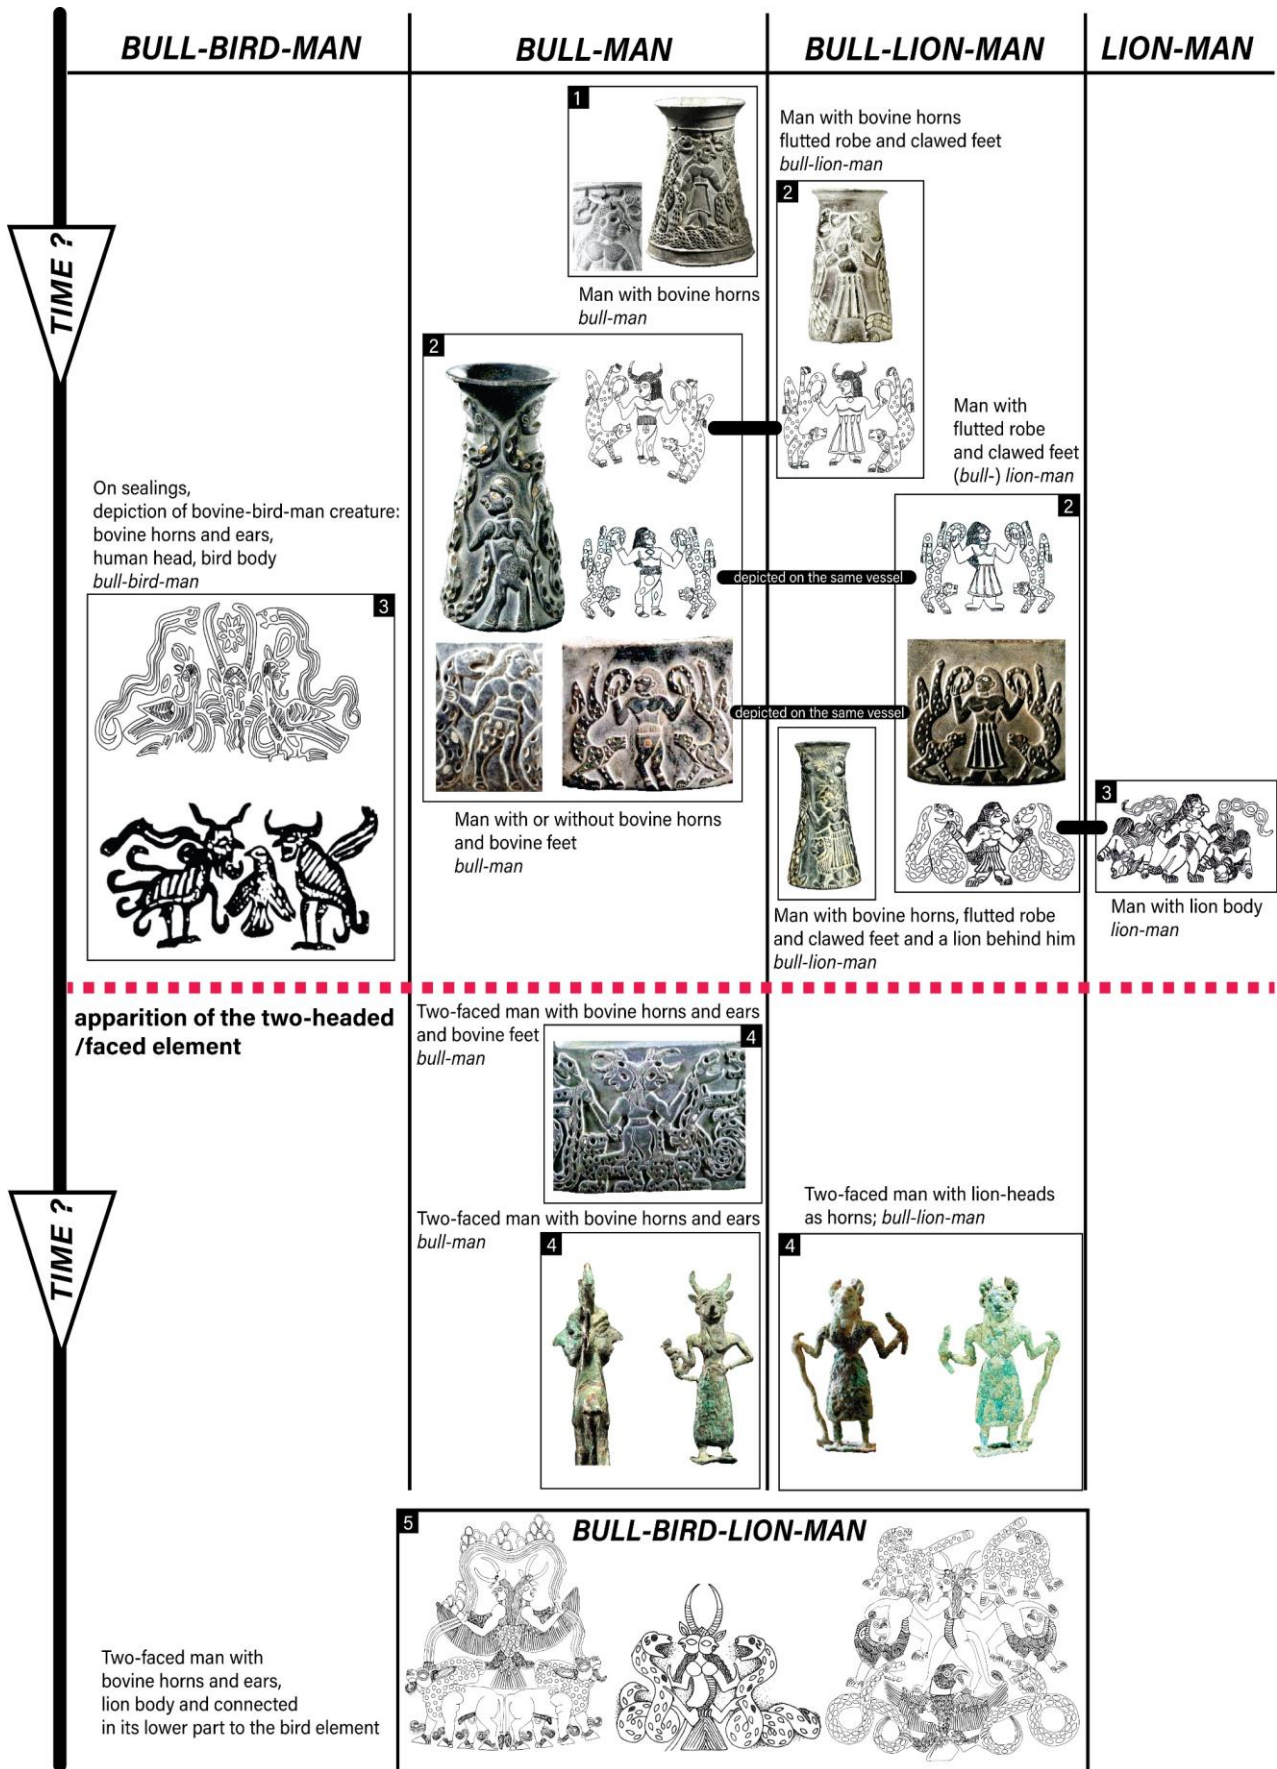 BULL-BIRD-MAN
BULL-MAN
BULL-LION-MAN
LION-MAN
TIME ?
1
Man with bovine horns
bull-man
Man with bovine horns
flutted robe and clawed feet
bull-lion-man
2
2
Man with
flutted robe
and clawed feet
(bull-) lion-man
2
On sealings,
depiction of bovine-bird-man creature:
bovine horns and ears,
human head, bird body
bull-bird-man
3
depicted on the same vessel
depicted on the same vessel
Man with or without bovine horns
and bovine feet
bull-man
Man with bovine horns, flutted robe
and clawed feet and a lion behind him
bull-lion-man
3
Man with lion body
lion-man
apparition of the two-headed
/faced element
Two-faced man with bovine horns and ears
and bovine feet
bull-man
4
TIME ?
Two-faced man with bovine horns and ears
bull-man
4
Two-faced man with lion-heads
as horns; bull-lion-man
4
5
BULL-BIRD-LION-MAN
Two-faced man with
bovine horns and ears,
lion body and connected
in its lower part to the bird element